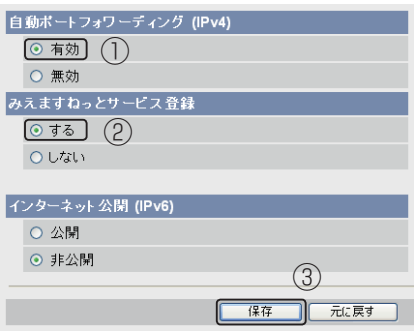 自動ポートフォワーディング (IPv4)
有効 ①
無効
みえますねっとサービス登録
する ②
しない
インターネット公開 (IPv6)
公開
非公開
③
保存 元に戻す